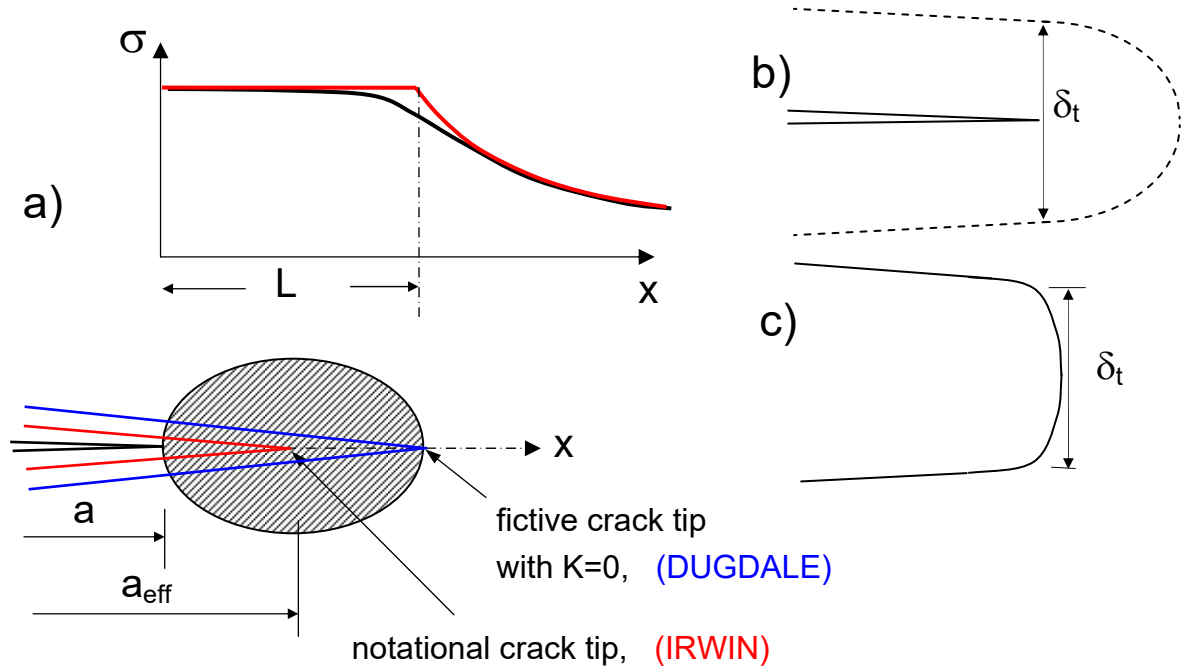 σ
a)
L
x
b)
δt
c)
δt
x
a
aeff
fictive crack tip
with K=0, (DUGDALE)
notational crack tip, (IRWIN)